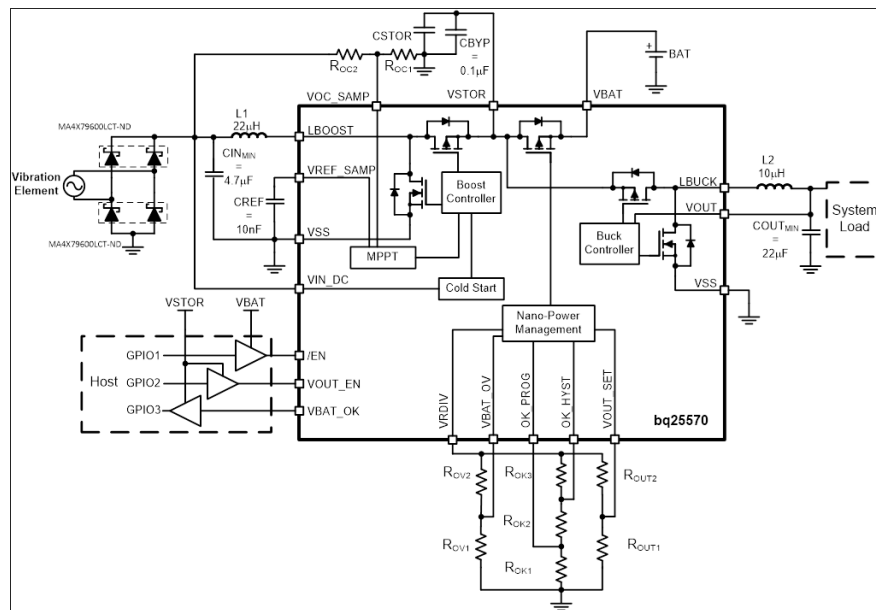 CSTOR
CBYP
=
0.1µF
BAT
+
ROC2
ROC1
VOC_SAMP
VSTOR
VBAT
MA4X79600LCT-ND
L1
22µH
LBOOST
CINMIN
=
4.7µF
VREF_SAMP
Vibration
Element
CREF
=
10nF
Boost
Controller
L2
10µH
LBUCK
VOUT
System
Load
COUTMIN
=
22µF
Buck
Controller
VSS
MA4X79600LCT-ND
MPPT
VIN_DC
Cold Start
VSS
VSTOR
VBAT
Nano-Power
Management
GPIO1
/EN
Host
GPIO2
VOUT_EN
GPIO3
VBAT_OK
VRDIV
VBAT_OV
OK_PROG
OK_HYST
VOUT_SET
bq25570
ROV2
ROK3
ROUT2
ROK2
ROV1
ROUT1
ROK1